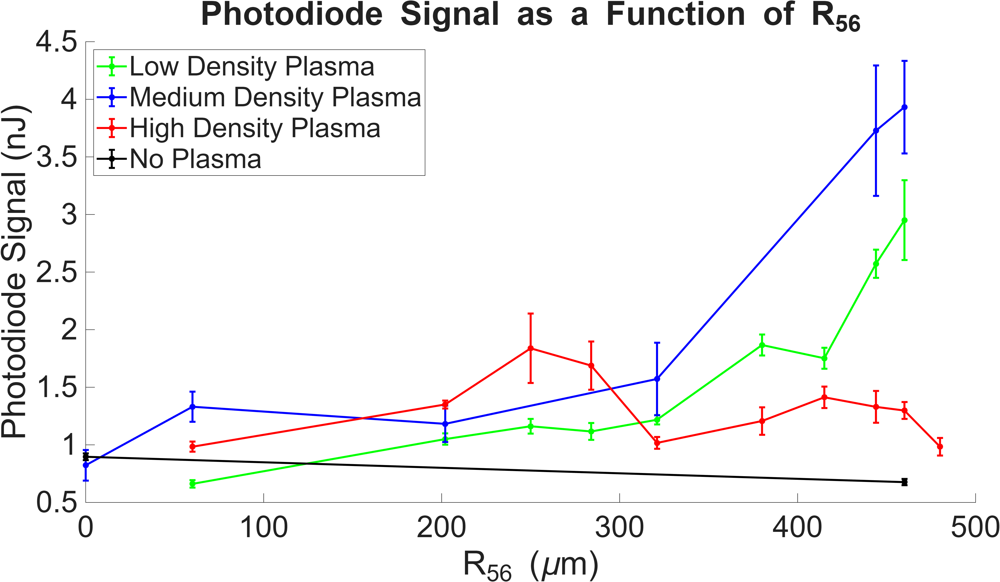 Photodiode Signal as a Function of R₅₆
Photodiode Signal (nJ)
4.5
4
3.5
3
2.5
2
1.5
1
0.5
Low Density Plasma
Medium Density Plasma
High Density Plasma
No Plasma
0 100 200 300 400 500
R₅₆ (μm)